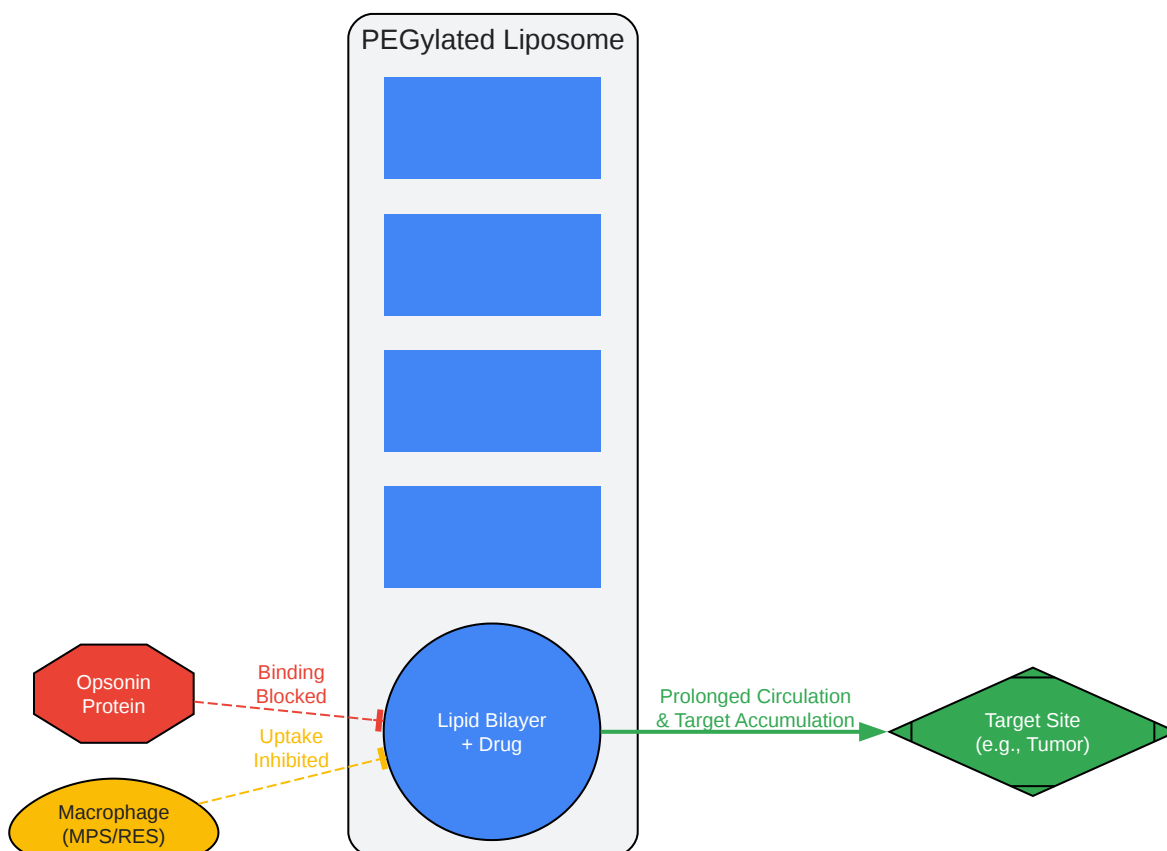 PEGylated Liposome
Opsonin
Protein
Binding
Blocked
Uptake
Inhibited
Macrophage
(MPS/RES)
Lipid Bilayer
+ Drug
Prolonged Circulation
& Target Accumulation
Target Site
(e.g., Tumor)